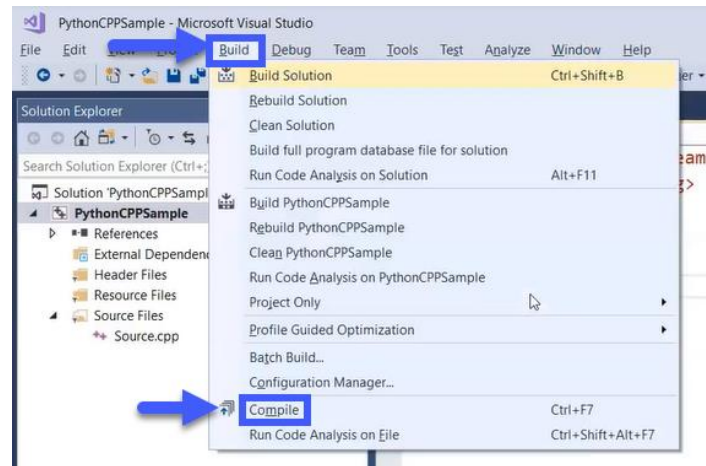 PythonCPPSample - Microsoft Visual Studio
File Edit Build Debug Team Tools Test Analyze Window Help
Build Solution Ctrl+Shift+B
Rebuild Solution
Solution Explorer
Clean Solution
Build full program database file for solution
Search Solution Explorer (Ctrl+;
Run Code Analysis on Solution Alt+F11
Solution 'PythonCPPSampl
Build PythonCPPSample
PythonCPPSample
Rebuild PythonCPPSample
References
Clean PythonCPPSample
External Dependen
Run Code Analysis on PythonCPPSample
Header Files
Resource Files
Project Only
Source Files
Profile Guided Optimization
Source.cpp
Batch Build...
Configuration Manager...
Compile Ctrl+F7
Run Code Analysis on File Ctrl+Shift+Alt+F7